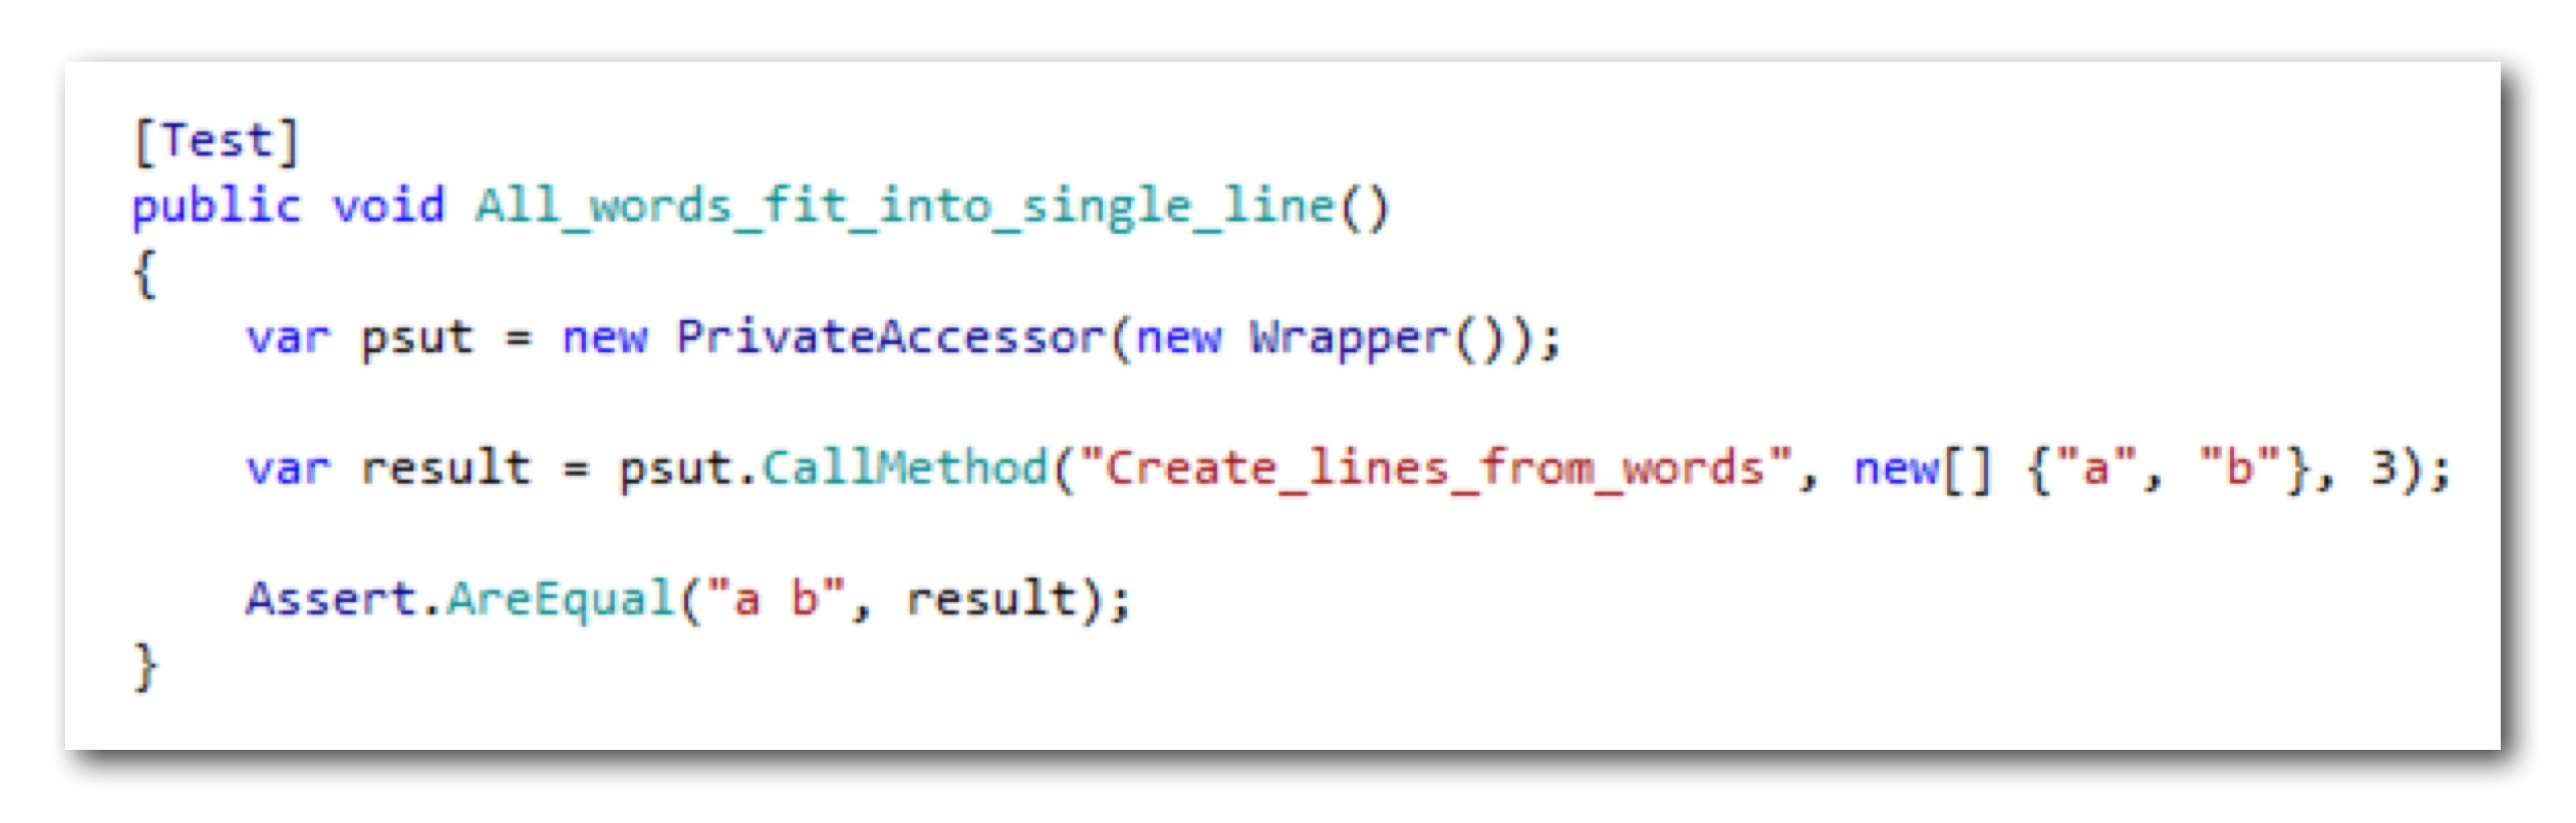 [Test]
public void All_words_fit_into_single_line()
{
    var psut = new PrivateAccessor(new Wrapper());
    var result = psut.CallMethod("Create_lines_from_words", new[] {"a", "b"}, 3);
    Assert.AreEqual("a b", result);
}